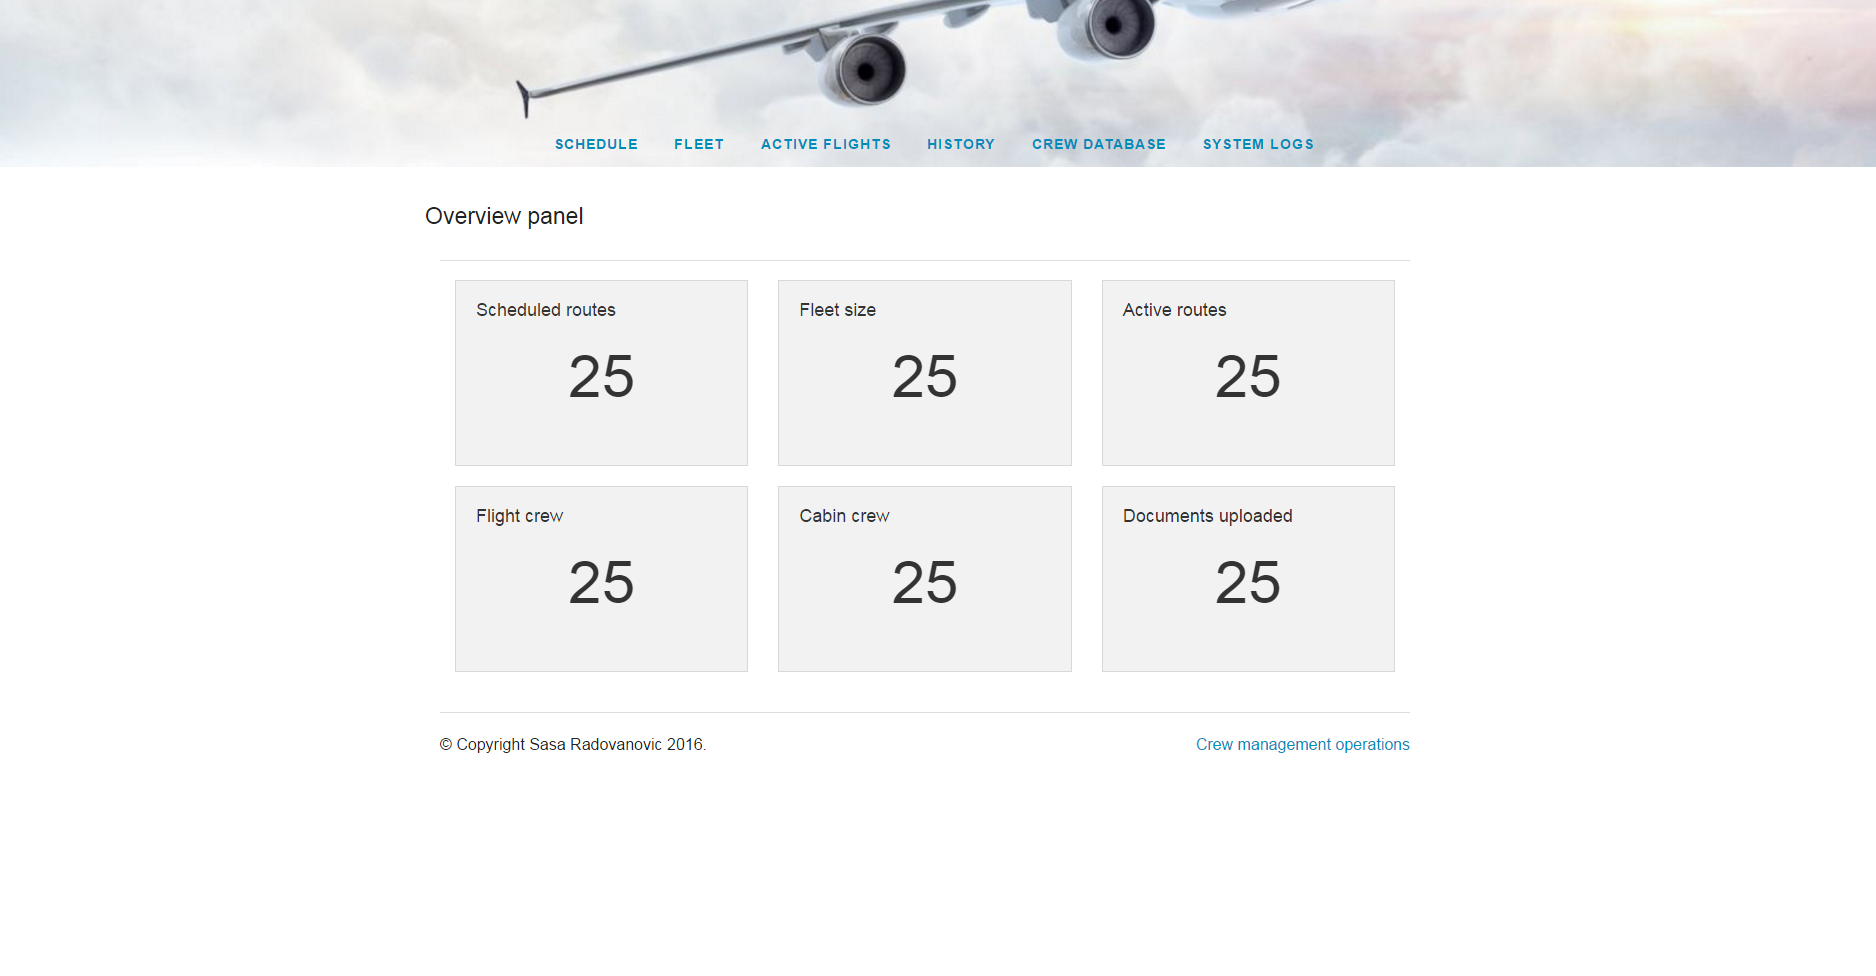 SCHEDULE FLEET ACTIVE FLIGHTS HISTORY CREW DATABASE SYSTEM LOGS
Overview panel
Scheduled routes
25
Fleet size
25
Active routes
25
Flight crew
25
Cabin crew
25
Documents uploaded
25
© Copyright Sasa Radovanovic 2016.
Crew management operations